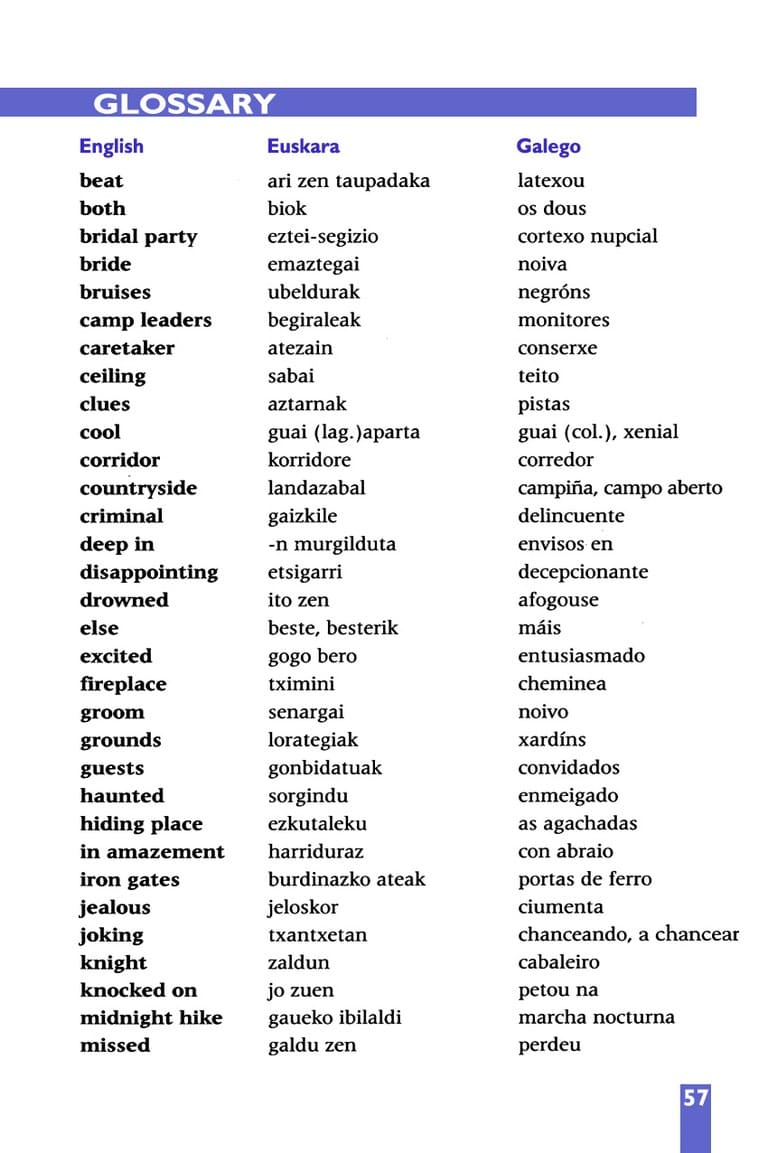 GLOSSARY
English Euskara Galego
beat ari zen taupadaka latexou
both biok os dous
bridal party eztei-segizio cortexo nupcial
bride emaztegai noiva
bruises ubeldurak negróns
camp leaders begiraleak monitores
caretaker atezain conserxe
ceiling sabai teito
clues aztarnak pistas
cool guai (lag.)aparta guai (col.), xenial
corridor korridore corredor
countryside landazabal campiña, campo aberto
criminal gaizkile delincuente
deep in -n murgilduta envisos en
disappointing etsigarri decepcionante
drowned ito zen afogouse
else beste, besterik máis
excited gogo bero entusiasmado
fireplace tximini cheminea
groom senargai noivo
grounds lorategiak xardíns
guests gonbidatuak convidados
haunted sorgindu enmeigado
hiding place ezkutaleku as agachadas
in amazement harriduraz con abraio
iron gates burdinazko ateak portas de ferro
jealous jeloskor ciumenta
joking txantxetan chanceando, a chancear
knight zaldun cabaleiro
knocked on jo zuen petou na
midnight hike gaueko ibilaldi marcha nocturna
missed galdu zen perdeu
57